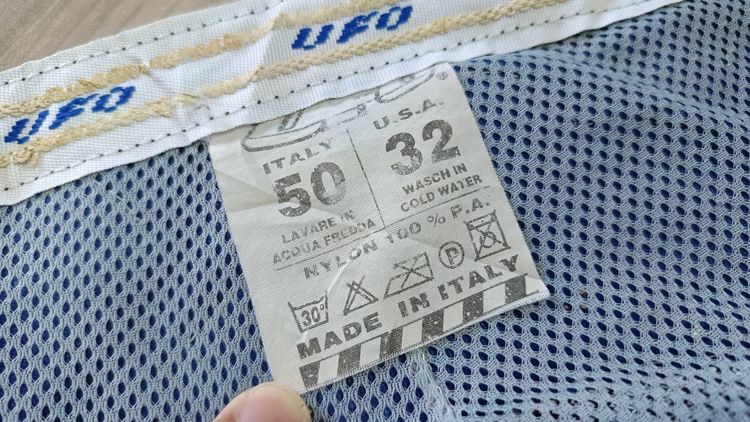 UFO
UFO
®
ITALY
50
LAVARE IN
ACQUA FREDDA
U.S.A.
32
WASCH IN
COLD WATER
NYLON 100 % P.A.
30° P
MADE IN ITALY